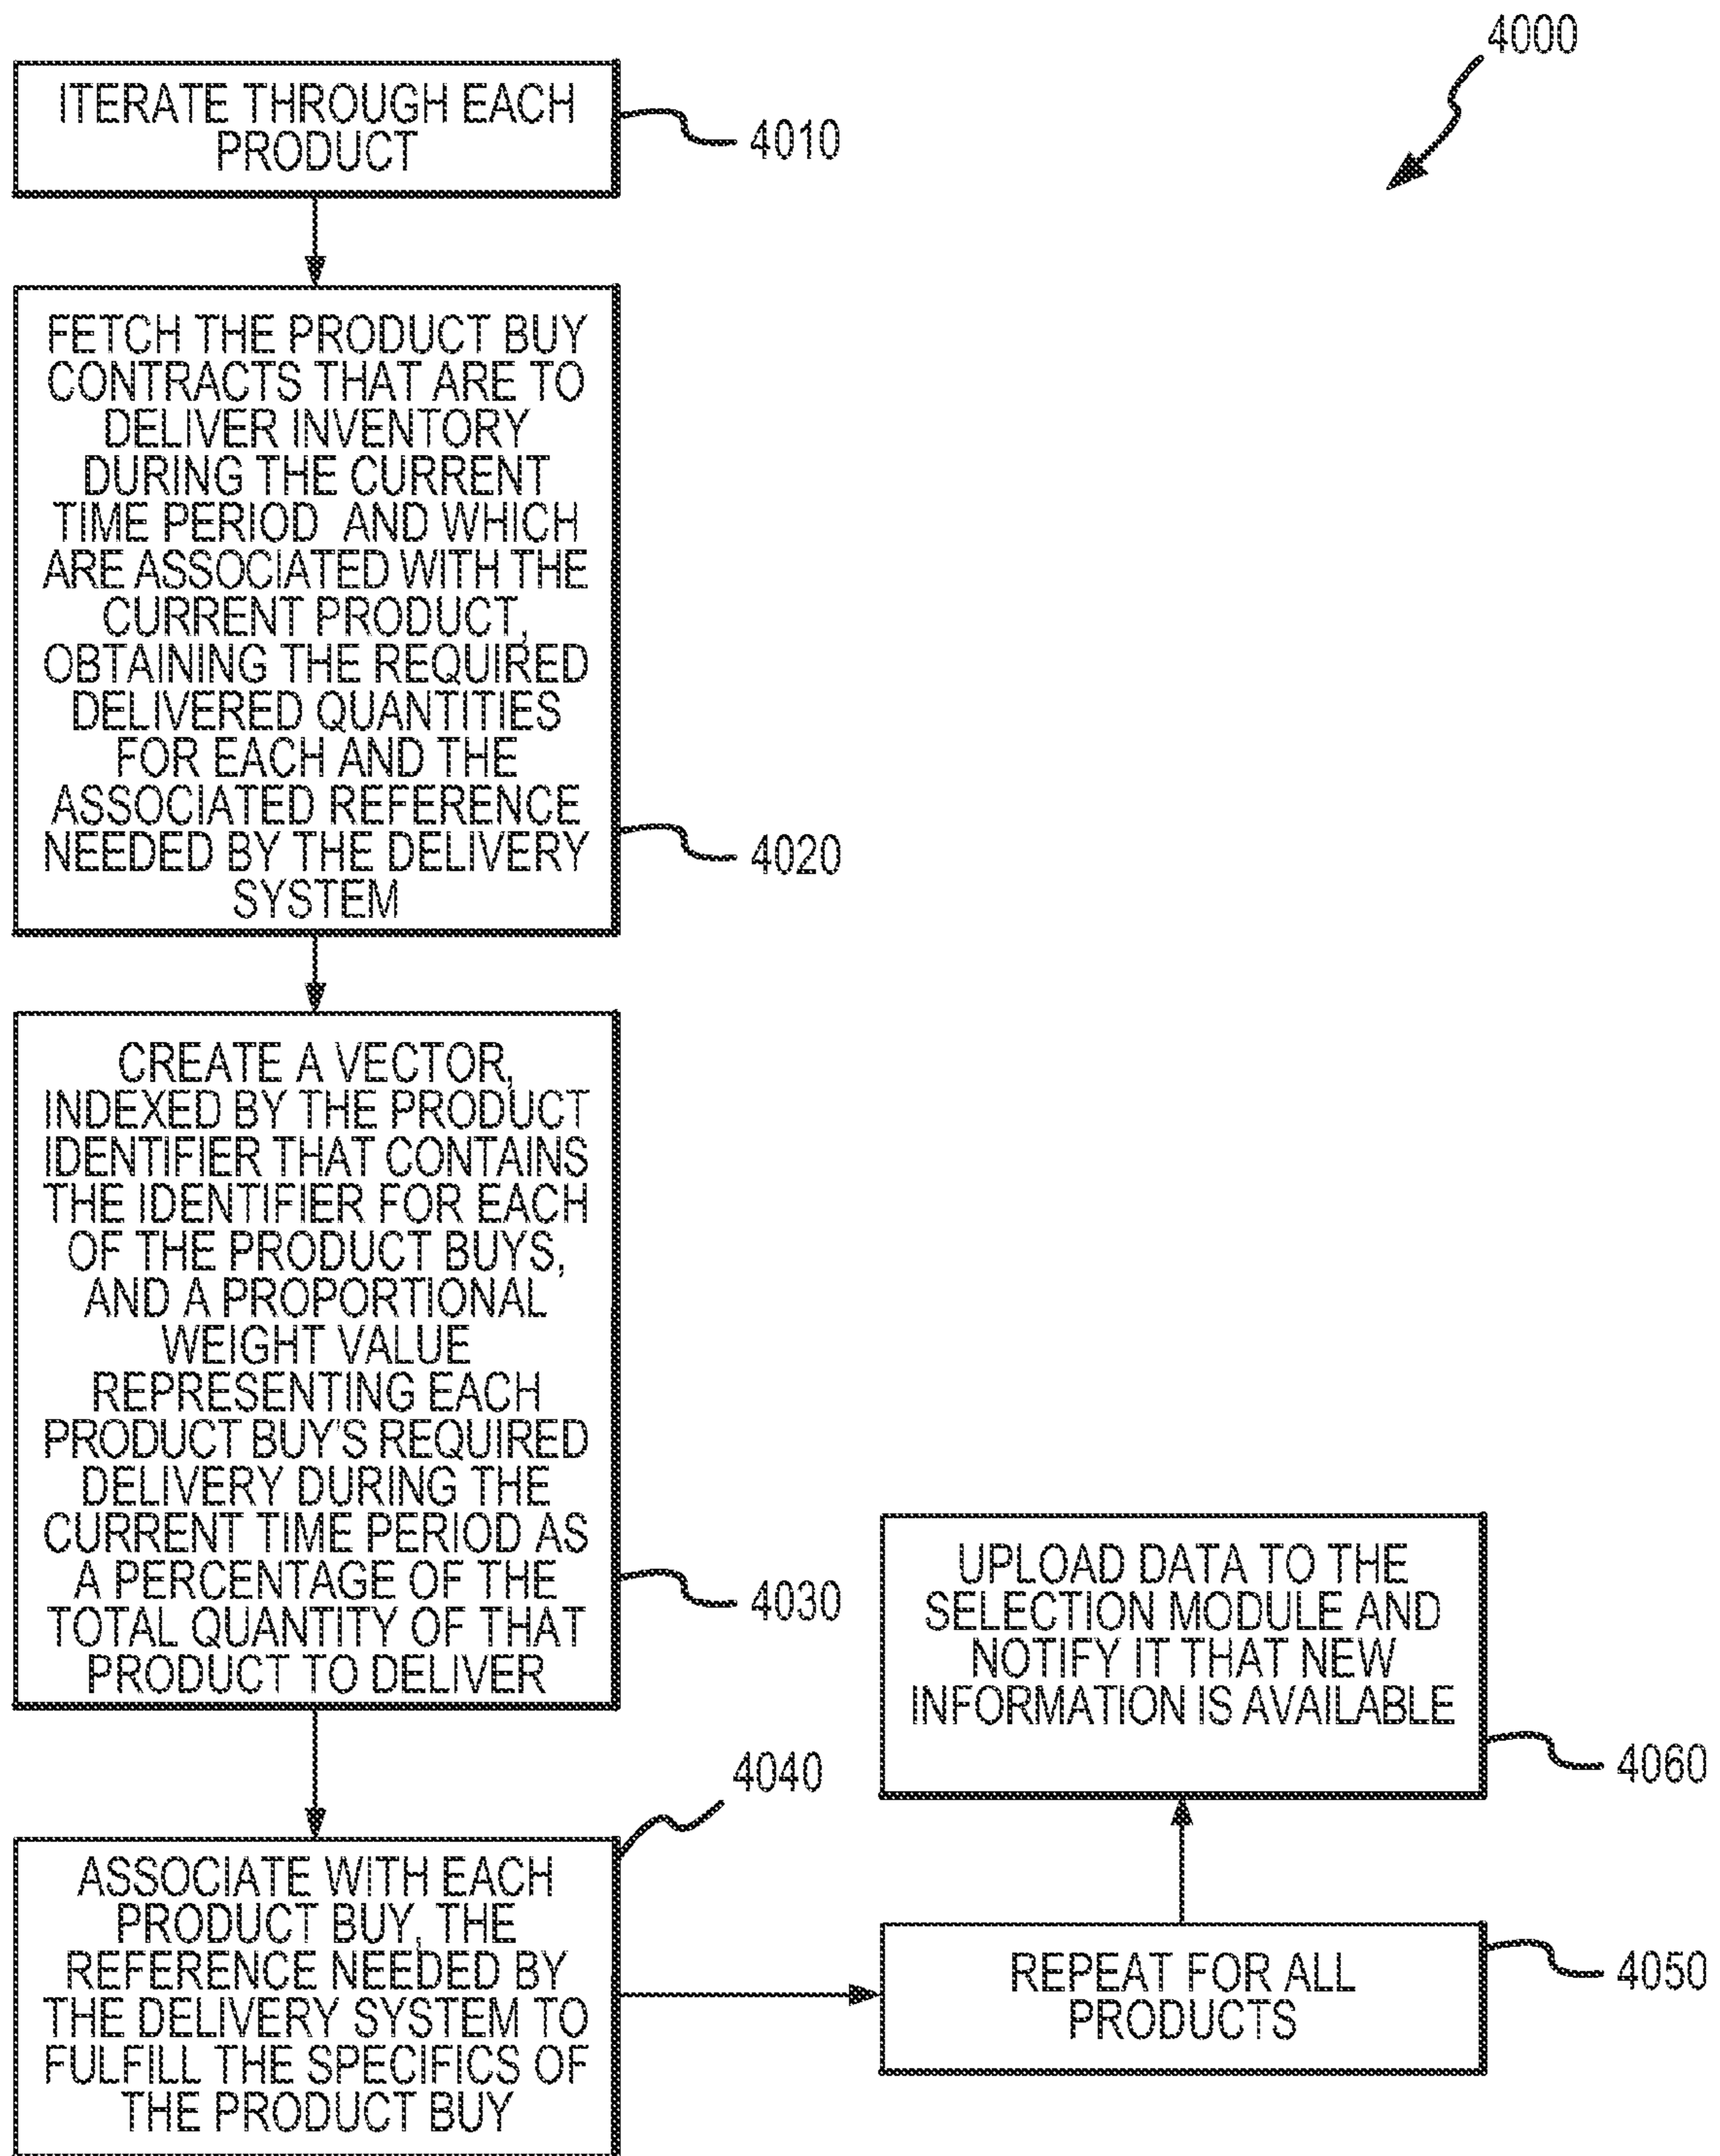 4000
ITERATE THROUGH EACH
PRODUCT
4010
FETCH THE PRODUCT BUY
CONTRACTS THAT ARE TO
DELIVER INVENTORY
DURING THE CURRENT
TIME PERIOD AND WHICH
ARE ASSOCIATED WITH THE
CURRENT PRODUCT,
OBTAINING THE REQUIRED
DELIVERED QUANTITIES
FOR EACH AND THE
ASSOCIATED REFERENCE
NEEDED BY THE DELIVERY
SYSTEM
4020
CREATE A VECTOR,
INDEXED BY THE PRODUCT
IDENTIFIER THAT CONTAINS
THE IDENTIFIER FOR EACH
OF THE PRODUCT BUYS,
AND A PROPORTIONAL
WEIGHT VALUE
REPRESENTING EACH
PRODUCT BUY'S REQUIRED
DELIVERY DURING THE
CURRENT TIME PERIOD AS
A PERCENTAGE OF THE
TOTAL QUANTITY OF THAT
PRODUCT TO DELIVER
4030
4040
ASSOCIATE WITH EACH
PRODUCT BUY, THE
REFERENCE NEEDED BY
THE DELIVERY SYSTEM TO
FULFILL THE SPECIFICS OF
THE PRODUCT BUY
REPEAT FOR ALL
PRODUCTS
4050
UPLOAD DATA TO THE
SELECTION MODULE AND
NOTIFY IT THAT NEW
INFORMATION IS AVAILABLE
4060